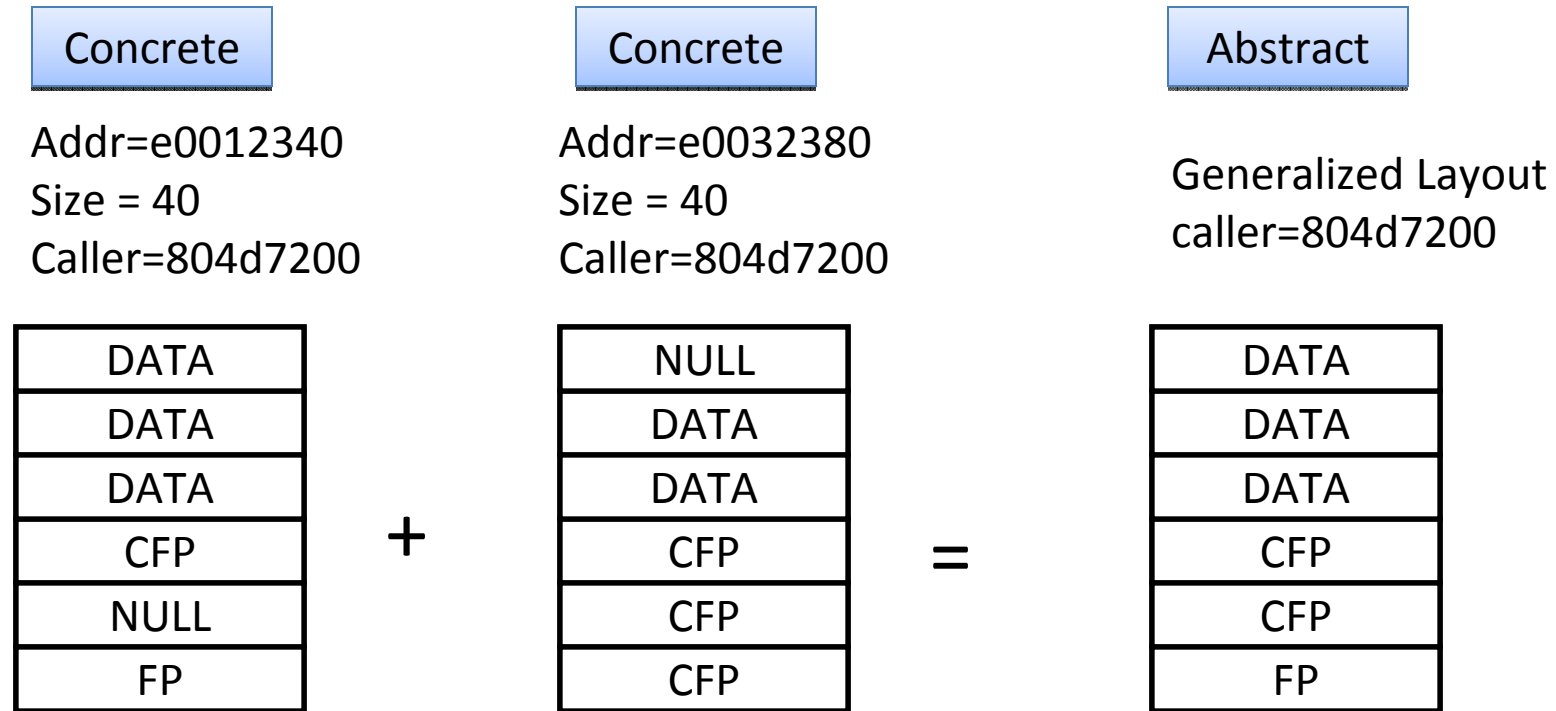 Concrete
Addr=e0012340
Size = 40
Caller=804d7200
DATA
DATA
DATA
CFP
NULL
FP
+
Concrete
Addr=e0032380
Size = 40
Caller=804d7200
NULL
DATA
DATA
CFP
CFP
CFP
=
Abstract
Generalized Layout
caller=804d7200
DATA
DATA
DATA
CFP
CFP
FP